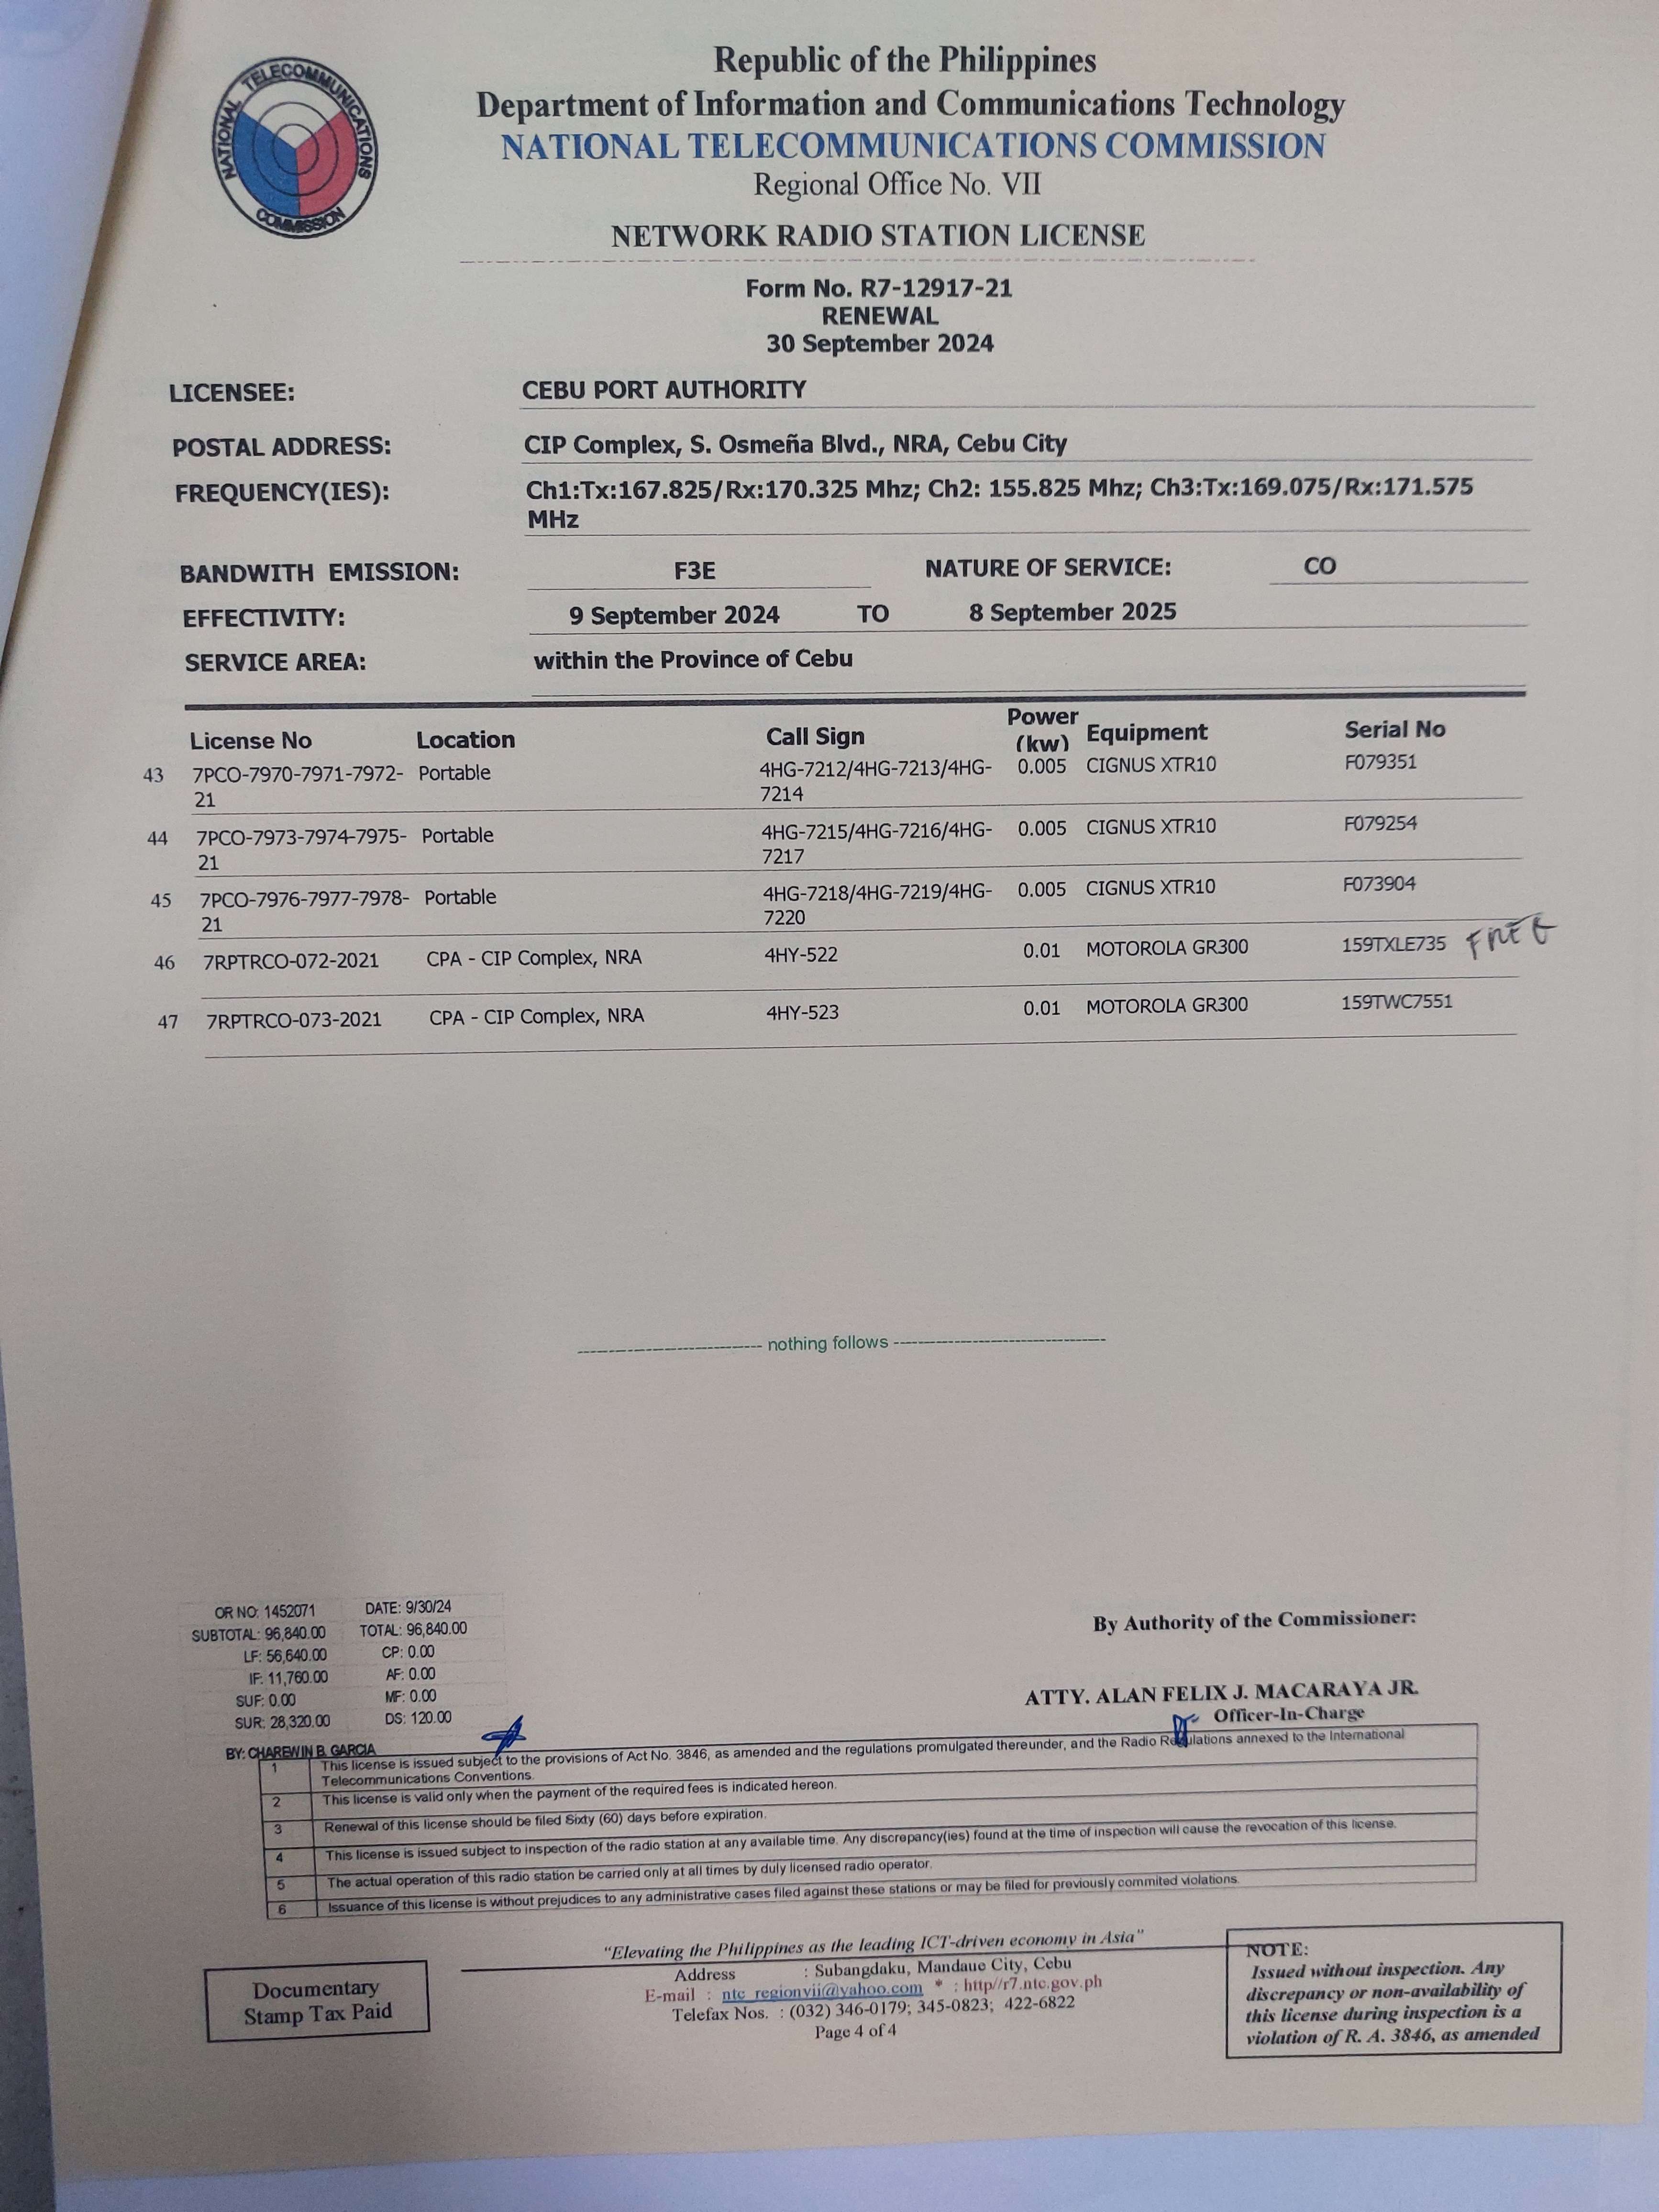 NATIONAL TELECOMMUNICATIONS COMMISSION
Republic of the Philippines
Department of Information and Communications Technology
NATIONAL TELECOMMUNICATIONS COMMISSION
Regional Office No. VII
NETWORK RADIO STATION LICENSE
Form No. R7-12917-21
RENEWAL
30 September 2024
LICENSEE: CEBU PORT AUTHORITY
POSTAL ADDRESS: CIP Complex, S. Osmeña Blvd., NRA, Cebu City
FREQUENCY(IES): Ch1:Tx:167.825/Rx:170.325 Mhz; Ch2: 155.825 Mhz; Ch3:Tx:169.075/Rx:171.575
MHz
BANDWITH EMISSION: F3E NATURE OF SERVICE: CO
EFFECTIVITY: 9 September 2024 TO 8 September 2025
SERVICE AREA: within the Province of Cebu
License No Location Call Sign Power (kw) Equipment Serial No
43 7PCO-7970-7971-7972- Portable 4HG-7212/4HG-7213/4HG- 0.005 CIGNUS XTR10 F079351
21 7214
44 7PCO-7973-7974-7975- Portable 4HG-7215/4HG-7216/4HG- 0.005 CIGNUS XTR10 F079254
21 7217
45 7PCO-7976-7977-7978- Portable 4HG-7218/4HG-7219/4HG- 0.005 CIGNUS XTR10 F073904
21 7220
46 7RPTRCO-072-2021 CPA - CIP Complex, NRA 4HY-522 0.01 MOTOROLA GR300 159TXLE735
47 7RPTRCO-073-2021 CPA - CIP Complex, NRA 4HY-523 0.01 MOTOROLA GR300 159TWC7551
---------------------------- nothing follows --------------------------------
OR NO: 1452071 DATE: 9/30/24
SUBTOTAL: 96,840.00 TOTAL: 96,840.00
LF: 56,640.00 CP: 0.00
IF: 11,760.00 AF: 0.00
SUF: 0.00 MF: 0.00
SUR: 28,320.00 DS: 120.00
BY: CHAREWIN B. GARCIA
By Authority of the Commissioner:
ATTY. ALAN FELIX J. MACARAYA JR.
Officer-In-Charge
1 This license is issued subject to the provisions of Act No. 3846, as amended and the regulations promulgated thereunder, and the Radio Regulations annexed to the International
Telecommunications Conventions.
2 This license is valid only when the payment of the required fees is indicated hereon.
3 Renewal of this license should be filed Sixty (60) days before expiration.
4 This license is issued subject to inspection of the radio station at any available time. Any discrepancy(ies) found at the time of inspection will cause the revocation of this license.
5 The actual operation of this radio station be carried only at all times by duly licensed radio operator.
6 Issuance of this license is without prejudices to any administrative cases filed against these stations or may be filed for previously commited violations.
Documentary
Stamp Tax Paid
"Elevating the Philippines as the leading ICT-driven economy in Asia"
Address : Subangdaku, Mandaue City, Cebu
E-mail : ntc_regionvii@yahoo.com * : http//r7.ntc.gov.ph
Telefax Nos. : (032) 346-0179; 345-0823; 422-6822
Page 4 of 4
NOTE:
Issued without inspection. Any
discrepancy or non-availability of
this license during inspection is a
violation of R. A. 3846, as amended